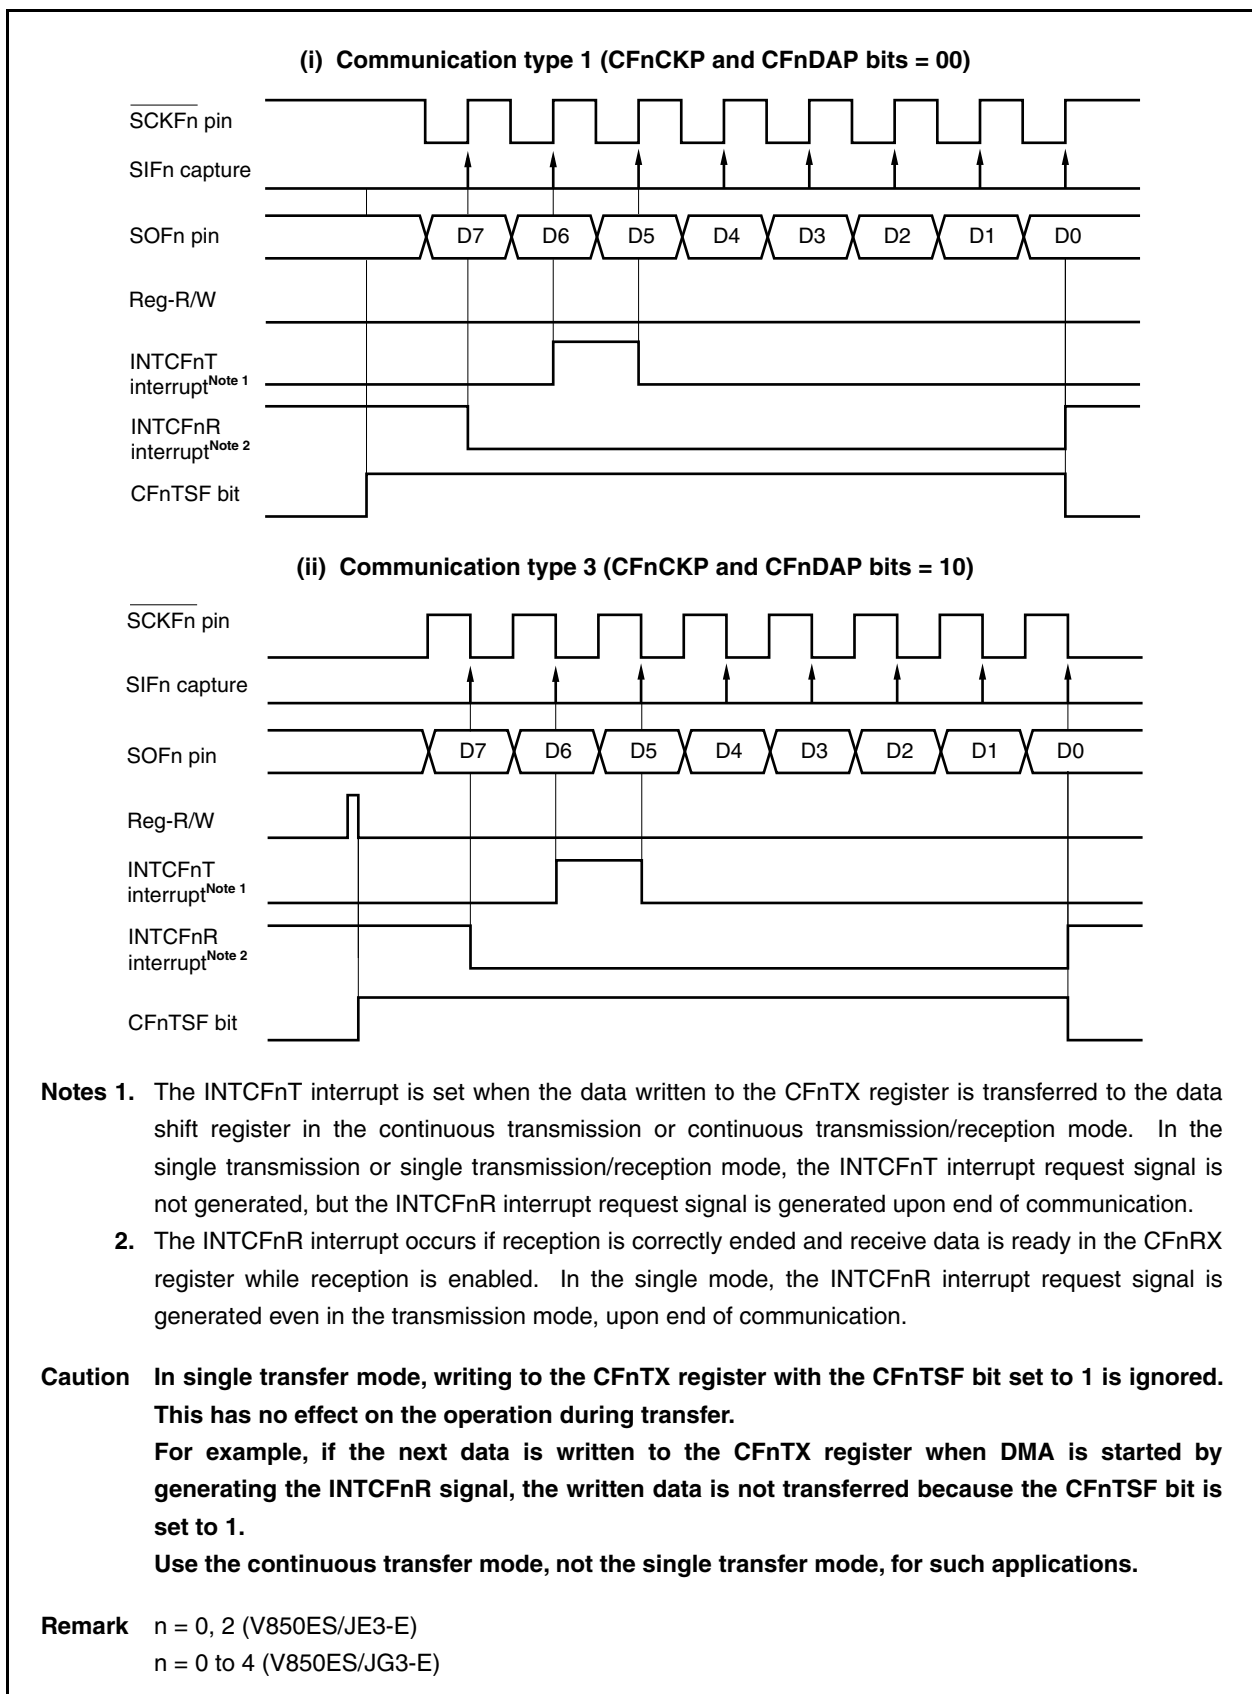 (i) Communication type 1 (CFnCKP and CFnDAP bits = 00)
SCKFn pin
SIFn capture
SOFn pin D7 D6 D5 D4 D3 D2 D1 D0
Reg-R/W
INTCFnT
interruptNote 1
INTCFnR
interruptNote 2
CFnTSF bit
(ii) Communication type 3 (CFnCKP and CFnDAP bits = 10)
SCKFn pin
SIFn capture
SOFn pin D7 D6 D5 D4 D3 D2 D1 D0
Reg-R/W
INTCFnT
interruptNote 1
INTCFnR
interruptNote 2
CFnTSF bit
Notes 1. The INTCFnT interrupt is set when the data written to the CFnTX register is transferred to the data
shift register in the continuous transmission or continuous transmission/reception mode. In the
single transmission or single transmission/reception mode, the INTCFnT interrupt request signal is
not generated, but the INTCFnR interrupt request signal is generated upon end of communication.
2. The INTCFnR interrupt occurs if reception is correctly ended and receive data is ready in the CFnRX
register while reception is enabled. In the single mode, the INTCFnR interrupt request signal is
generated even in the transmission mode, upon end of communication.
Caution In single transfer mode, writing to the CFnTX register with the CFnTSF bit set to 1 is ignored.
This has no effect on the operation during transfer.
For example, if the next data is written to the CFnTX register when DMA is started by
generating the INTCFnR signal, the written data is not transferred because the CFnTSF bit is
set to 1.
Use the continuous transfer mode, not the single transfer mode, for such applications.
Remark n = 0, 2 (V850ES/JE3-E)
n = 0 to 4 (V850ES/JG3-E)